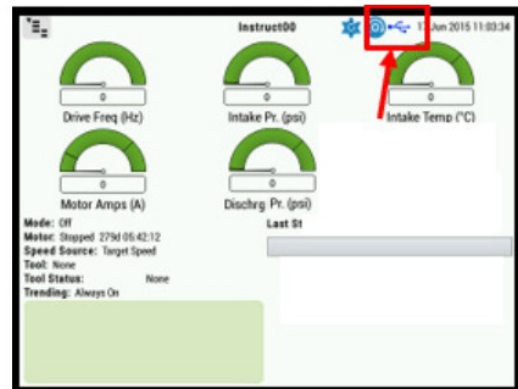 Instruct00 17 Jun 2015 11:03:34
0 0 0
Drive Freq (Hz) Intake Pr. (psi) Intake Temp (°C)
0 0
Motor Amps (A) Dischrg Pr. (psi)
Mode: Off
Last St
Motor: Stopped 279d 05:42:12
Speed Source: Target Speed
Tool: None
Tool Status: None
Trending: Always On